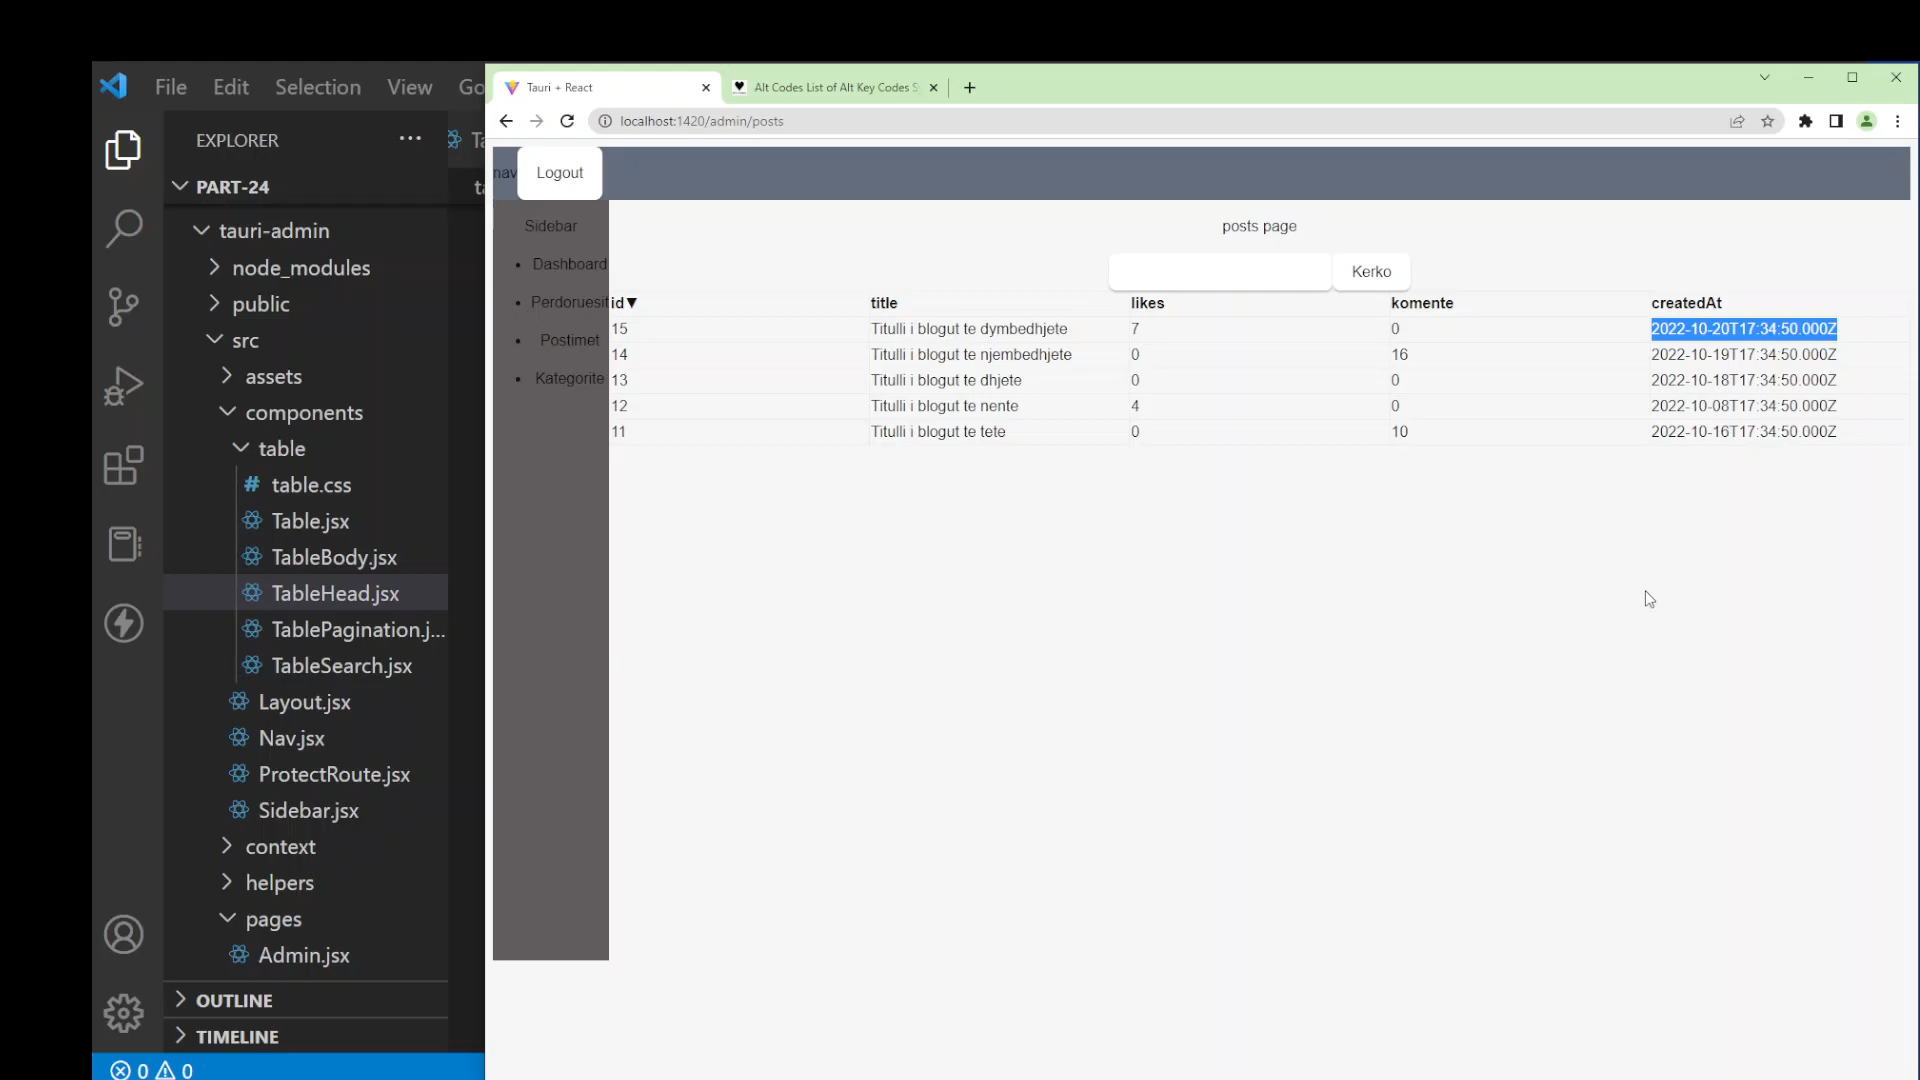 File Edit Selection View Go
EXPLORER ...
PART-24
tauri-admin
node_modules
public
src
assets
components
table
# table.css
Table.jsx
TableBody.jsx
TableHead.jsx
TablePagination.j...
TableSearch.jsx
Layout.jsx
Nav.jsx
ProtectRoute.jsx
Sidebar.jsx
context
helpers
pages
Admin.jsx
OUTLINE
TIMELINE
0 0
Tauri + React
Alt Codes List of Alt Key Codes
localhost:1420/admin/posts
nav Logout
Sidebar
• Dashboard
• Perdoruesit
• Postimet
• Kategorite
posts page
Kerko
id▼ title likes komente createdAt
15 Titulli i blogut te dymbedhjete 7 0 2022-10-20T17:34:50.000Z
14 Titulli i blogut te njembedhjete 0 16 2022-10-19T17:34:50.000Z
13 Titulli i blogut te dhjete 0 0 2022-10-18T17:34:50.000Z
12 Titulli i blogut te nente 4 0 2022-10-08T17:34:50.000Z
11 Titulli i blogut te tete 0 10 2022-10-16T17:34:50.000Z